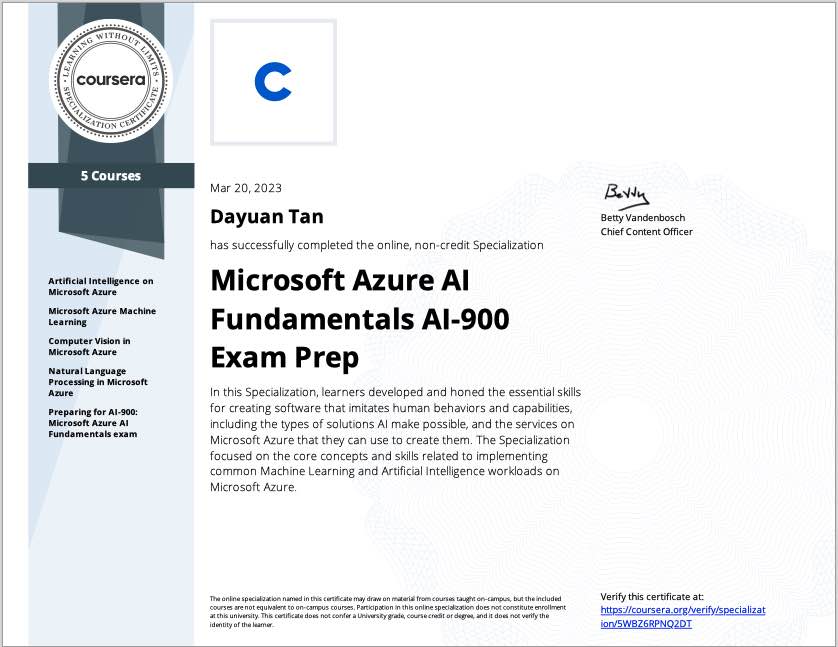 LEARNING WITHOUT LIMITS
coursera
SPECIALIZATION CERTIFICATE
5 Courses
Artificial Intelligence on
Microsoft Azure
Microsoft Azure Machine
Learning
Computer Vision in
Microsoft Azure
Natural Language
Processing in Microsoft
Azure
Preparing for AI-900:
Microsoft Azure AI
Fundamentals exam
C
Mar 20, 2023
Dayuan Tan
has successfully completed the online, non-credit Specialization
Microsoft Azure AI
Fundamentals AI-900
Exam Prep
In this Specialization, learners developed and honed the essential skills
for creating software that imitates human behaviors and capabilities,
including the types of solutions AI make possible, and the services on
Microsoft Azure that they can use to create them. The Specialization
focused on the core concepts and skills related to implementing
common Machine Learning and Artificial Intelligence workloads on
Microsoft Azure.
Betty
Betty Vandenbosch
Chief Content Officer
The online specialization named in this certificate may draw on material from courses taught on-campus, but the included
courses are not equivalent to on-campus courses. Participation in this online specialization does not constitute enrollment
at this university. This certificate does not confer a University grade, course credit or degree, and it does not verify the
identity of the learner.
Verify this certificate at:
https://coursera.org/verify/specializat
ion/5WBZ6RPNQ2DT